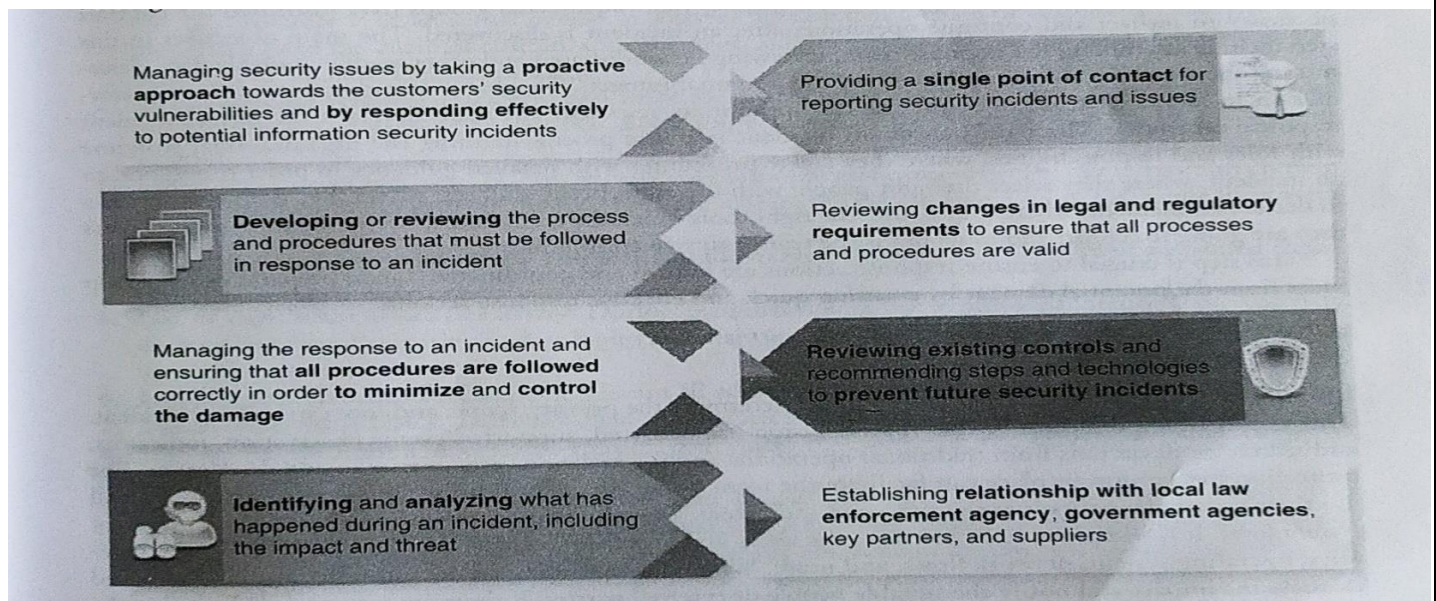 Managing security issues by taking a proactive
approach towards the customers' security
vulnerabilities and by responding effectively
to potential information security incidents
Providing a single point of contact for
reporting security incidents and issues
Developing or reviewing the process
and procedures that must be followed
in response to an incident
Reviewing changes in legal and regulatory
requirements to ensure that all processes
and procedures are valid
Managing the response to an incident and
ensuring that all procedures are followed
correctly in order to minimize and control
the damage
Reviewing existing controls and
recommending steps and technologies
to prevent future security incidents
Identifying and analyzing what has
happened during an incident, including
the impact and threat
Establishing relationship with local law
enforcement agency, government agencies,
key partners, and suppliers